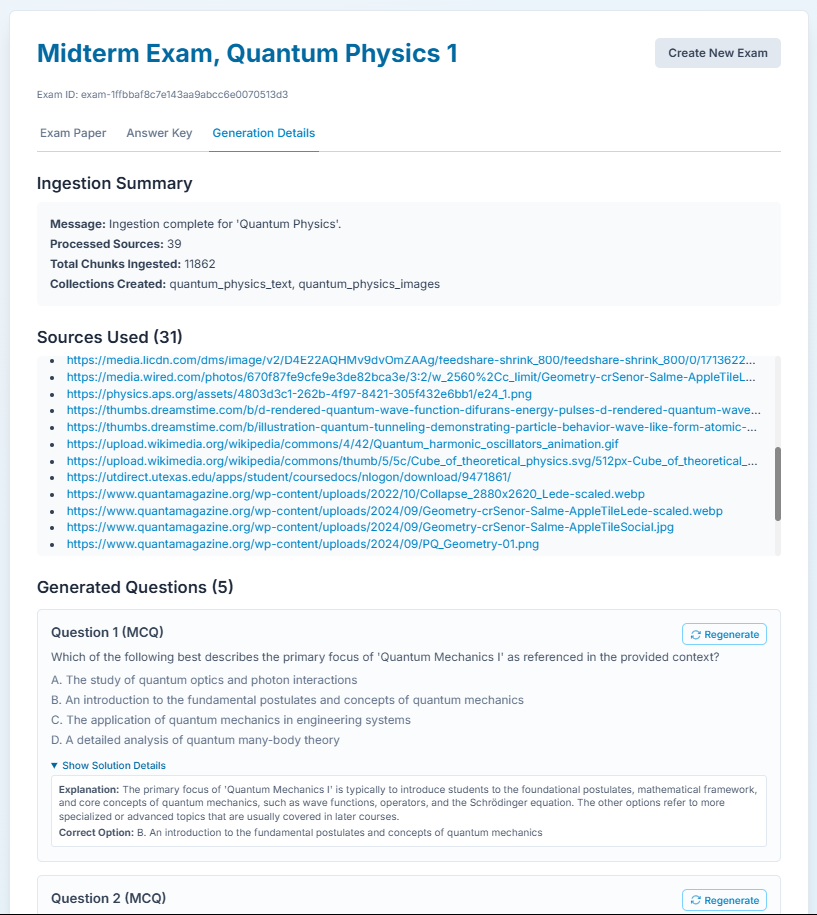 Midterm Exam, Quantum Physics 1
Create New Exam
Exam ID: exam-1ffbbaf8c7e143aa9abcc6e0070513d3
Exam Paper
Answer Key
Generation Details
Ingestion Summary
Message: Ingestion complete for 'Quantum Physics'.
Processed Sources: 39
Total Chunks Ingested: 11862
Collections Created: quantum_physics_text, quantum_physics_images
Sources Used (31)
https://media.licdn.com/dms/image/v2/D4E22AQHMv9dvOmZAAg/feedshare-shrink_800/feedshare-shrink_800/0/1713622...
https://media.wired.com/photos/670f87fe9cfe9e3de82bca3e/3:2/w_2560%2Cc_limit/Geometry-crSenor-Salme-AppleTileL...
https://physics.aps.org/assets/4803d3c1-262b-4f97-8421-305f432e6bb1/e24_1.png
https://thumbs.dreamstime.com/b/d-rendered-quantum-wave-function-difurans-energy-pulses-d-rendered-quantum-wave...
https://thumbs.dreamstime.com/b/illustration-quantum-tunneling-demonstrating-particle-behavior-wave-like-form-atomic-...
https://upload.wikimedia.org/wikipedia/commons/4/42/Quantum_harmonic_oscillators_animation.gif
https://upload.wikimedia.org/wikipedia/commons/thumb/5/5c/Cube_of_theoretical_physics.svg/512px-Cube_of_theoretical_...
https://utdirect.utexas.edu/apps/student/coursedocs/nlogon/download/9471861/
https://www.quantamagazine.org/wp-content/uploads/2022/10/Collapse_2880x2620_Lede-scaled.webp
https://www.quantamagazine.org/wp-content/uploads/2024/09/Geometry-crSenor-Salme-AppleTileLede-scaled.webp
https://www.quantamagazine.org/wp-content/uploads/2024/09/Geometry-crSenor-Salme-AppleTileSocial.jpg
https://www.quantamagazine.org/wp-content/uploads/2024/09/PQ_Geometry-01.png
Generated Questions (5)
Question 1 (MCQ)
Regenerate
Which of the following best describes the primary focus of 'Quantum Mechanics I' as referenced in the provided context?
A. The study of quantum optics and photon interactions
B. An introduction to the fundamental postulates and concepts of quantum mechanics
C. The application of quantum mechanics in engineering systems
D. A detailed analysis of quantum many-body theory
▼ Show Solution Details
Explanation: The primary focus of 'Quantum Mechanics I' is typically to introduce students to the foundational postulates, mathematical framework,
and core concepts of quantum mechanics, such as wave functions, operators, and the Schrödinger equation. The other options refer to more
specialized or advanced topics that are usually covered in later courses.
Correct Option: B. An introduction to the fundamental postulates and concepts of quantum mechanics
Question 2 (MCQ)
Regenerate